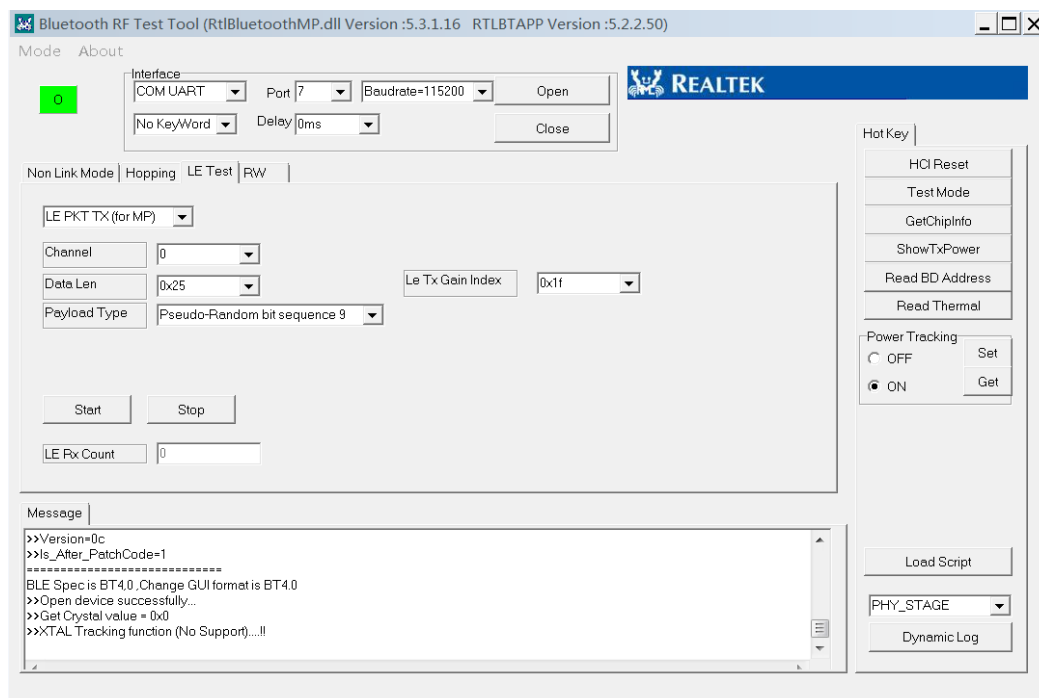 Bluetooth RF Test Tool (RtlBluetoothMP.dll Version :5.3.1.16 RTLBTAPP Version :5.2.2.50)
Mode About
O
Interface
COM UART Port 7 Baudrate=115200 Open
No KeyWord Delay 0ms Close
REALTEK
Non Link Mode Hopping LE Test RW
LE PKT TX (for MP)
Channel 0
Data Len 0x25
Le Tx Gain Index 0x1f
Payload Type Pseudo-Random bit sequence 9
Start Stop
LE Rx Count 0
Hot Key
HCI Reset
Test Mode
GetChipInfo
ShowTxPower
Read BD Address
Read Thermal
Power Tracking
OFF Set
ON Get
Load Script
PHY_STAGE
Dynamic Log
Message
>>Version=0c
>>Is_After_PatchCode=1
=============================
BLE Spec is BT4,0 ,Change GUI format is BT4.0
>>Open device successfully...
>>Get Crystal value = 0x0
>>XTAL Tracking function (No Support)....!!